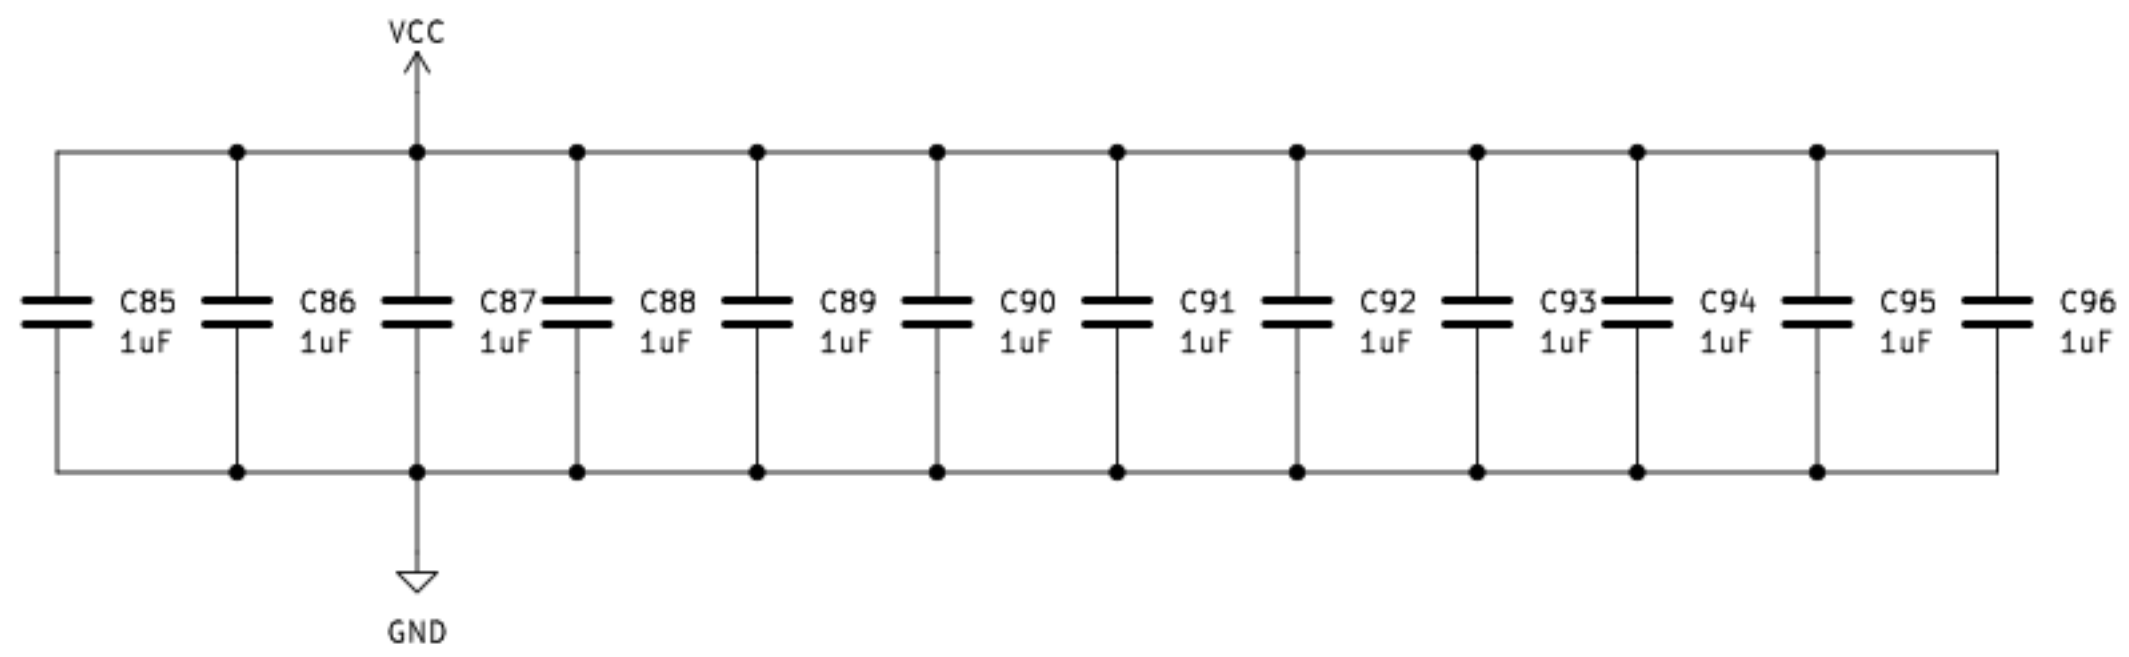 VCC
C85
1uF
C86
1uF
C87
1uF
C88
1uF
C89
1uF
C90
1uF
C91
1uF
C92
1uF
C93
1uF
C94
1uF
C95
1uF
C96
1uF
GND